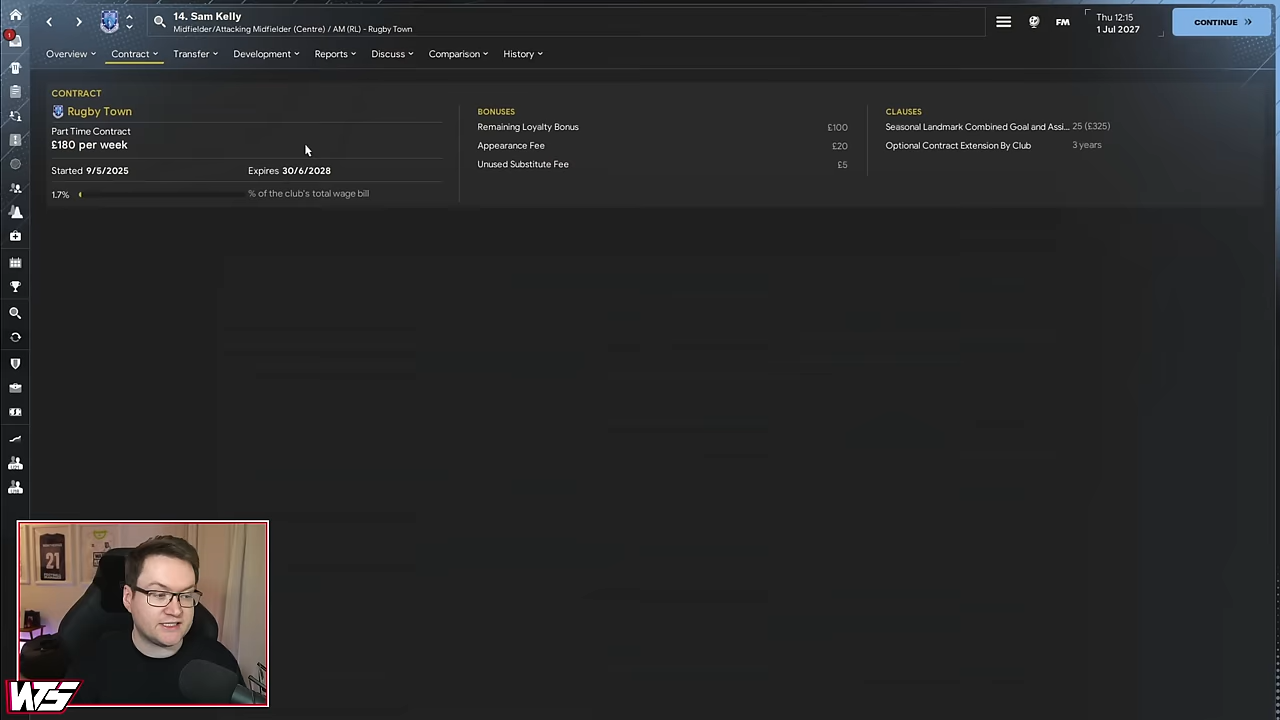 14. Sam Kelly
Midfielder/Attacking Midfielder (Centre) / AM (RL) - Rugby Town
FM
Thu 12:15
1 Jul 2027
CONTINUE
1
Overview
Contract
Transfer
Development
Reports
Discuss
Comparison
History
CONTRACT
Rugby Town
Part Time Contract
£180 per week
Started 9/5/2025
Expires 30/6/2028
1.7%
% of the club's total wage bill
BONUSES
Remaining Loyalty Bonus £100
Appearance Fee £20
Unused Substitute Fee £5
CLAUSES
Seasonal Landmark Combined Goal and Assi... 25 (£325)
Optional Contract Extension By Club 3 years
21
WTS